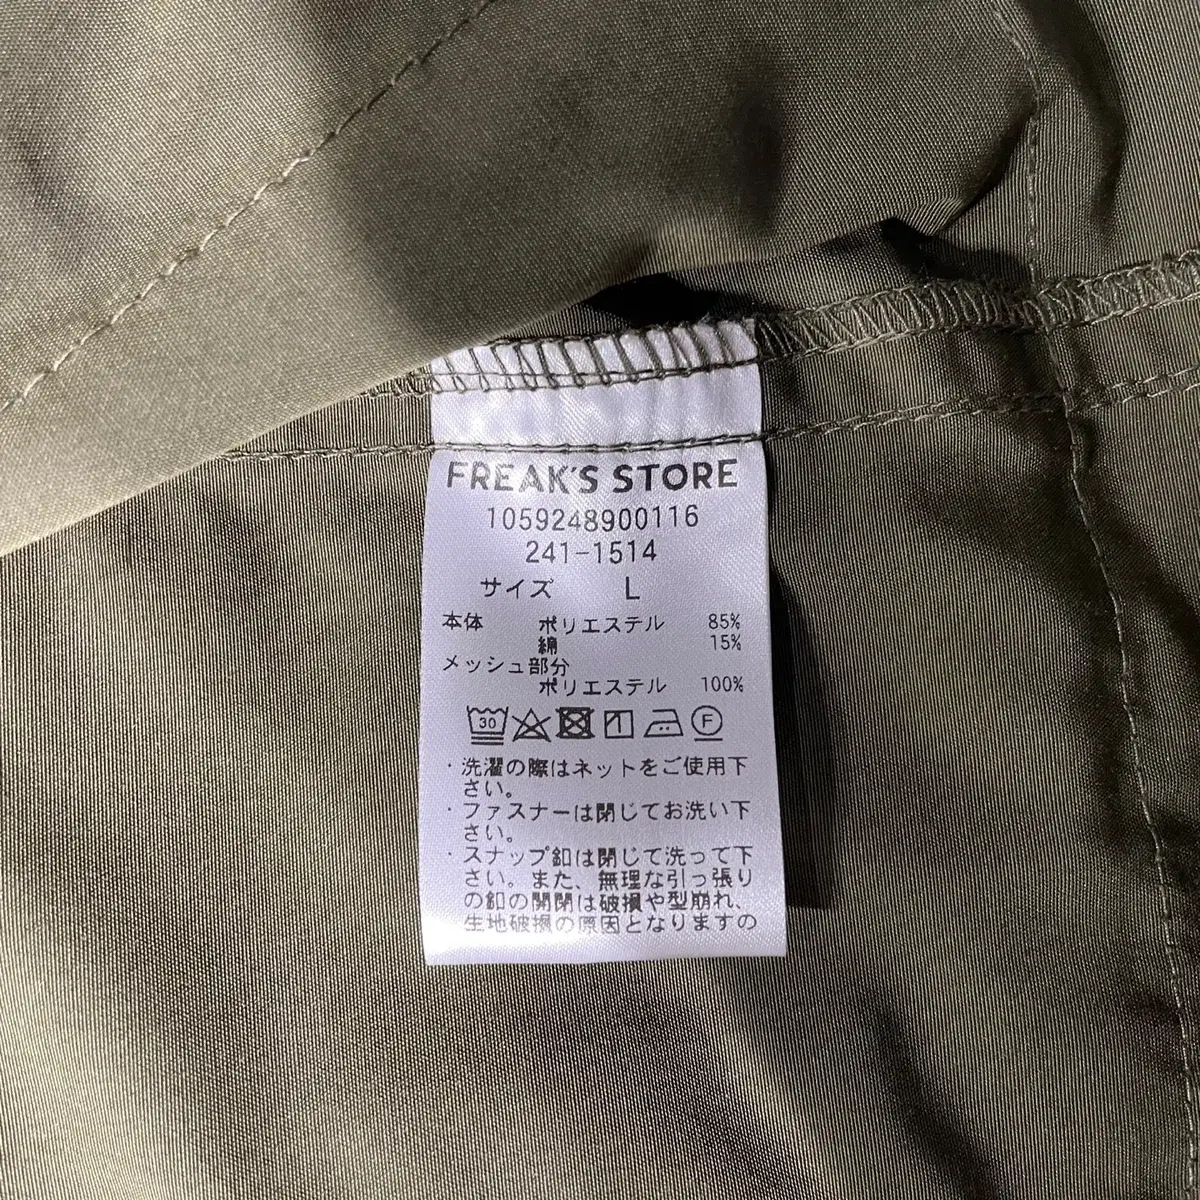 FREAK'S STORE
1059248900116
241-1514
サイズ L
本体 ポリエステル 85%
綿 15%
メッシュ部分
ポリエステル 100%
30 F
・洗濯の際はネットをご使用下
さい。
・ファスナーは閉じてお洗い下
さい。
・スナップ釦は閉じて洗って下
さい。また、無理な引っ張り
の釦の開閉は破損や型崩れ、
生地破損の原因となりますの